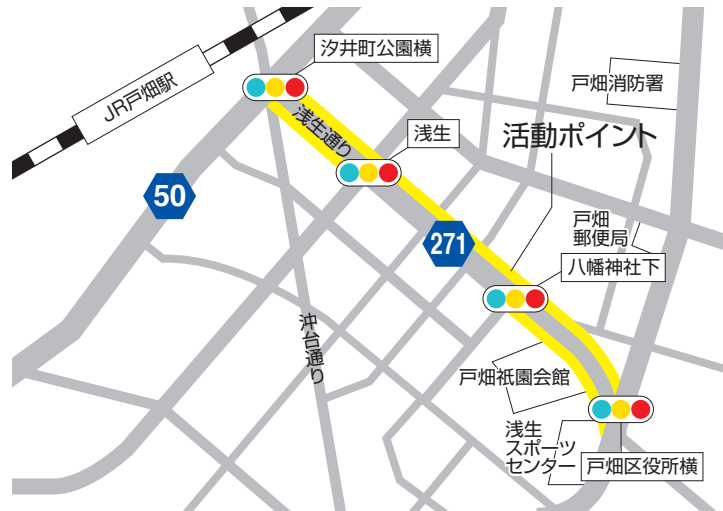 汐井町公園横
戸畑消防署
JR戸畑駅
浅生通り
浅生
活動ポイント
50
戸畑
郵便局
271
八幡神社下
沖台通り
戸畑祇園会館
浅生
スポーツ
センター
戸畑区役所横